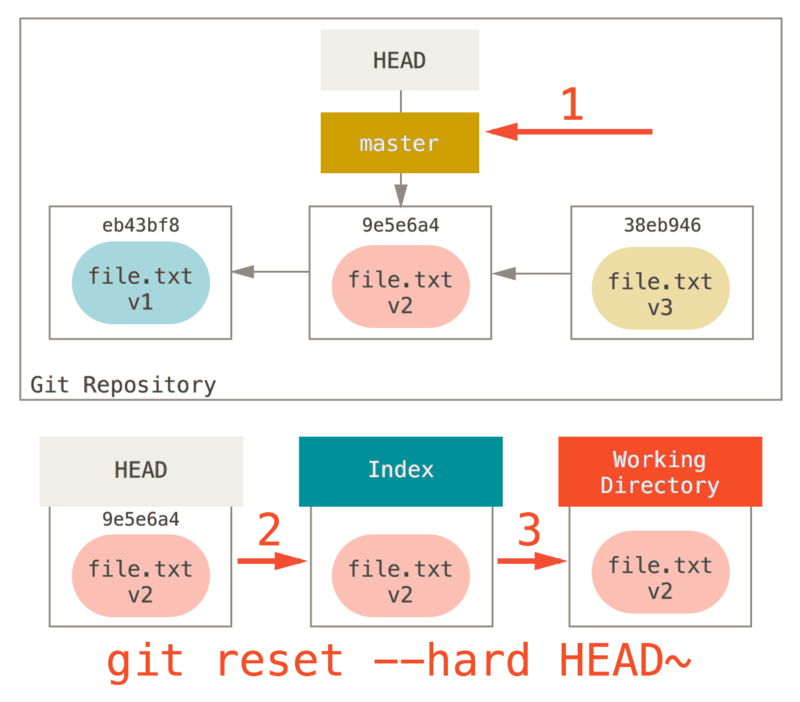 HEAD
1
master
eb43bf8
file.txt
v1
9e5e6a4
file.txt
v2
38eb946
file.txt
v3
Git Repository
HEAD
9e5e6a4
file.txt
v2
2
Index
file.txt
v2
3
Working
Directory
file.txt
v2
git reset --hard HEAD~